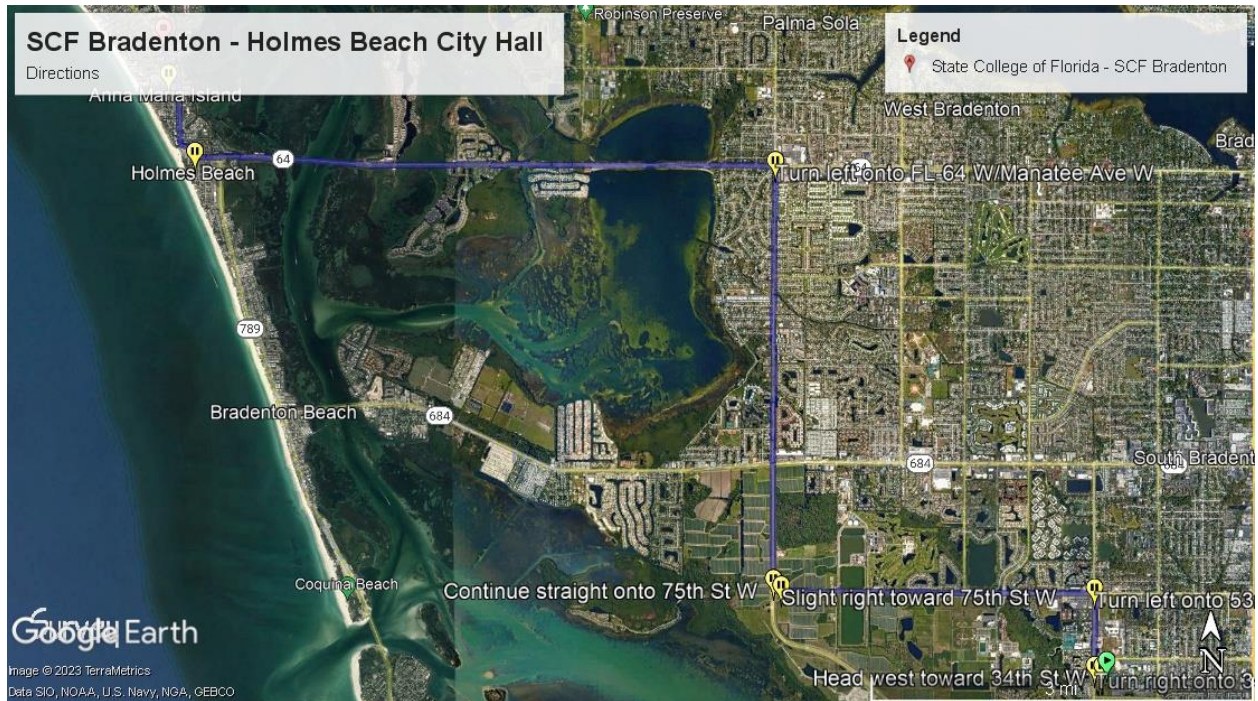 SCF Bradenton - Holmes Beach City Hall
Directions
Legend
State College of Florida - SCF Bradenton
Robinson Preserve
Palma Sola
Anna Maria Island
West Bradenton
Brad
64
Holmes Beach
64
Turn left onto FL-64 W/Manatee Ave W
789
Bradenton Beach
684
684
South Bradent
684
Coquina Beach
Continue straight onto 75th St W
Slight right toward 75th St W
Turn left onto 53
Google Earth
Image © 2023 TerraMetrics
Data SIO, NOAA, U.S. Navy, NGA, GEBCO
Head west toward 34th St W
Turn right onto 3
3 mi
N